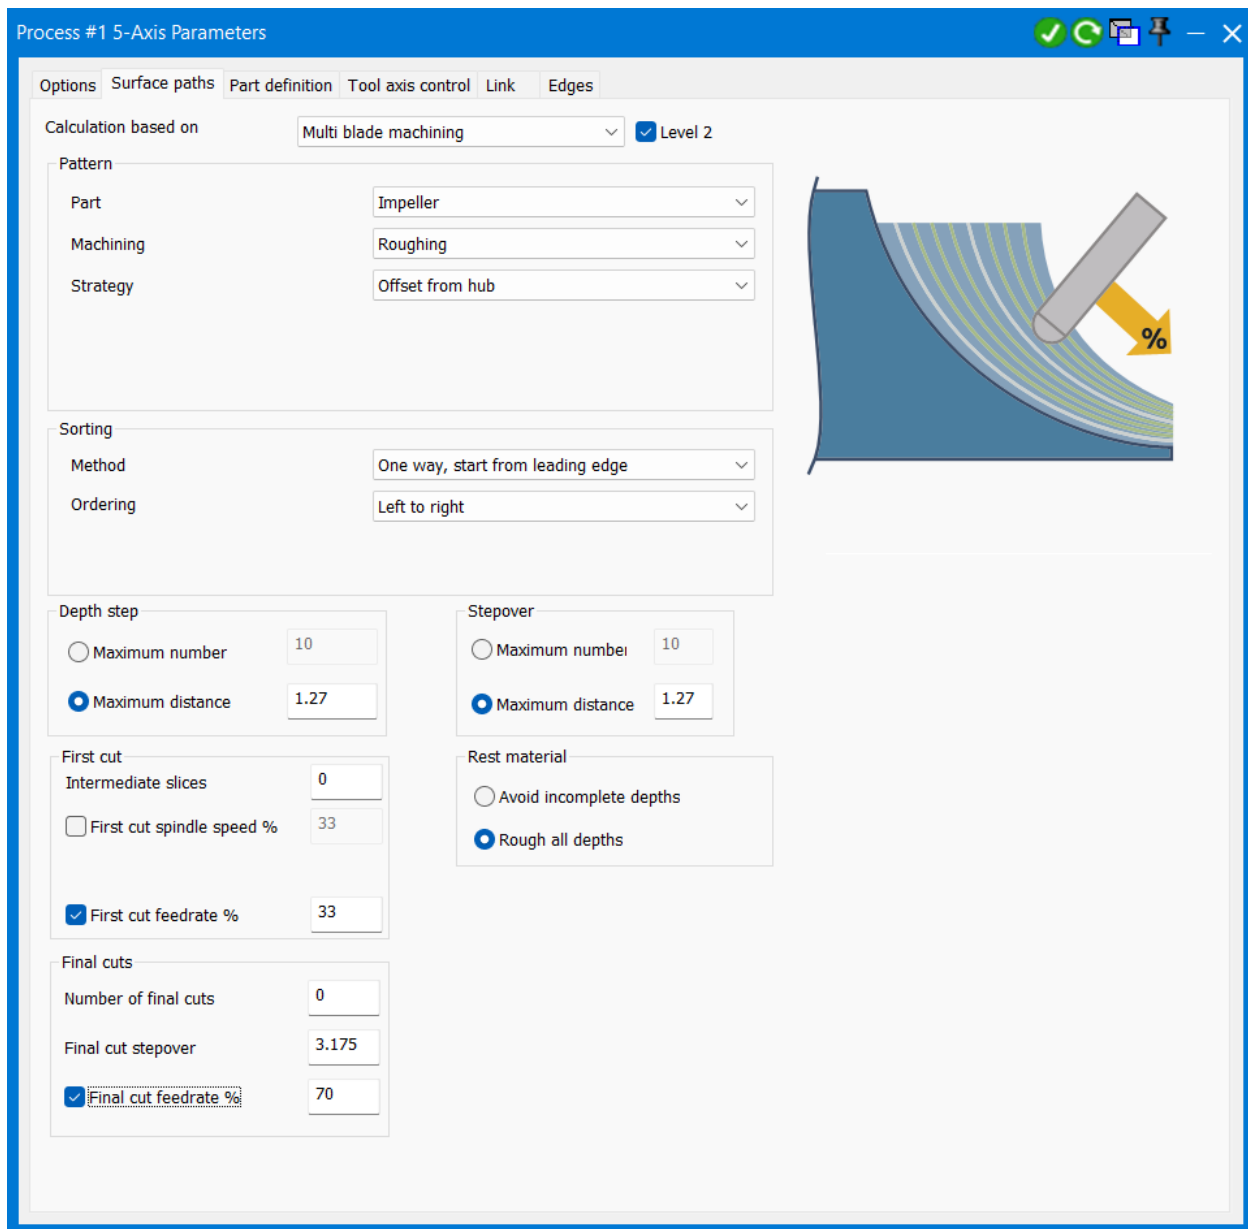 Process #1 5-Axis Parameters
Options Surface paths Part definition Tool axis control Link Edges
Calculation based on Multi blade machining Level 2
Pattern
Part Impeller
Machining Roughing
Strategy Offset from hub
%
Sorting
Method One way, start from leading edge
Ordering Left to right
Depth step
Maximum number 10
Maximum distance 1.27
Stepover
Maximum number 10
Maximum distance 1.27
First cut
Intermediate slices 0
First cut spindle speed % 33
First cut feedrate % 33
Rest material
Avoid incomplete depths
Rough all depths
Final cuts
Number of final cuts 0
Final cut stepover 3.175
Final cut feedrate % 70